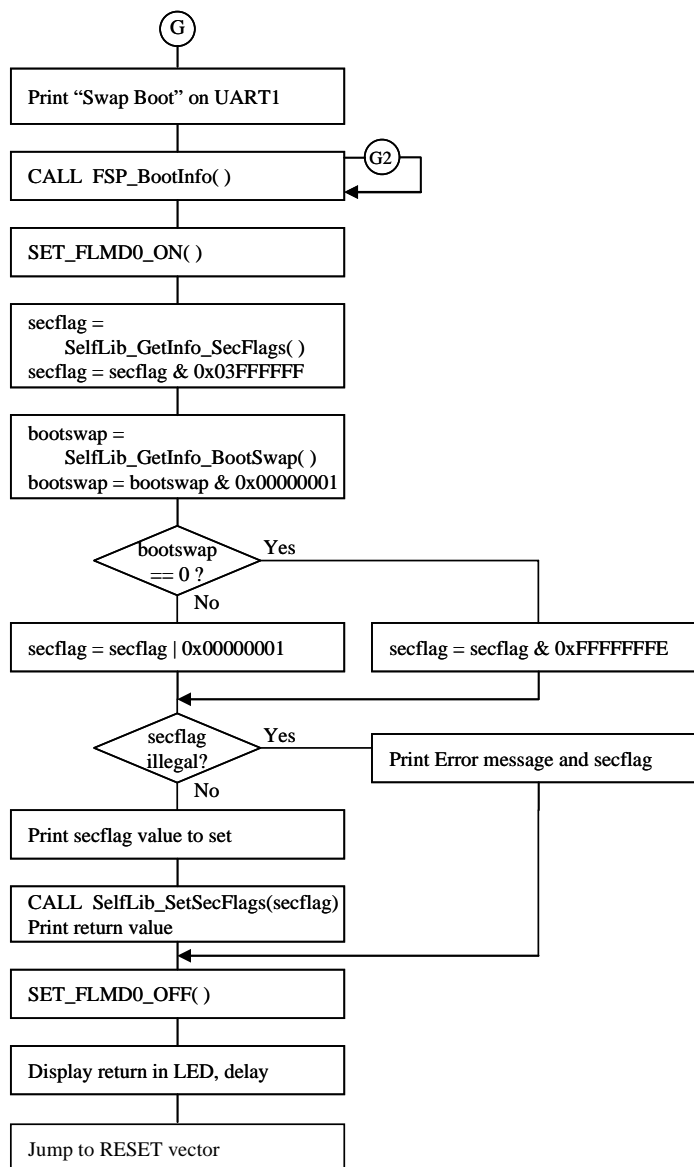 G
Print “Swap Boot” on UART1
CALL FSP_BootInfo( )
G2
SET_FLMD0_ON( )
secflag =
SelfLib_GetInfo_SecFlags( )
secflag = secflag & 0x03FFFFFF
bootswap =
SelfLib_GetInfo_BootSwap( )
bootswap = bootswap & 0x00000001
bootswap
== 0 ?
Yes
No
secflag = secflag | 0x00000001
secflag = secflag & 0xFFFFFFFE
secflag
illegal?
Yes
No
Print Error message and secflag
Print secflag value to set
CALL SelfLib_SetSecFlags(secflag)
Print return value
SET_FLMD0_OFF( )
Display return in LED, delay
Jump to RESET vector